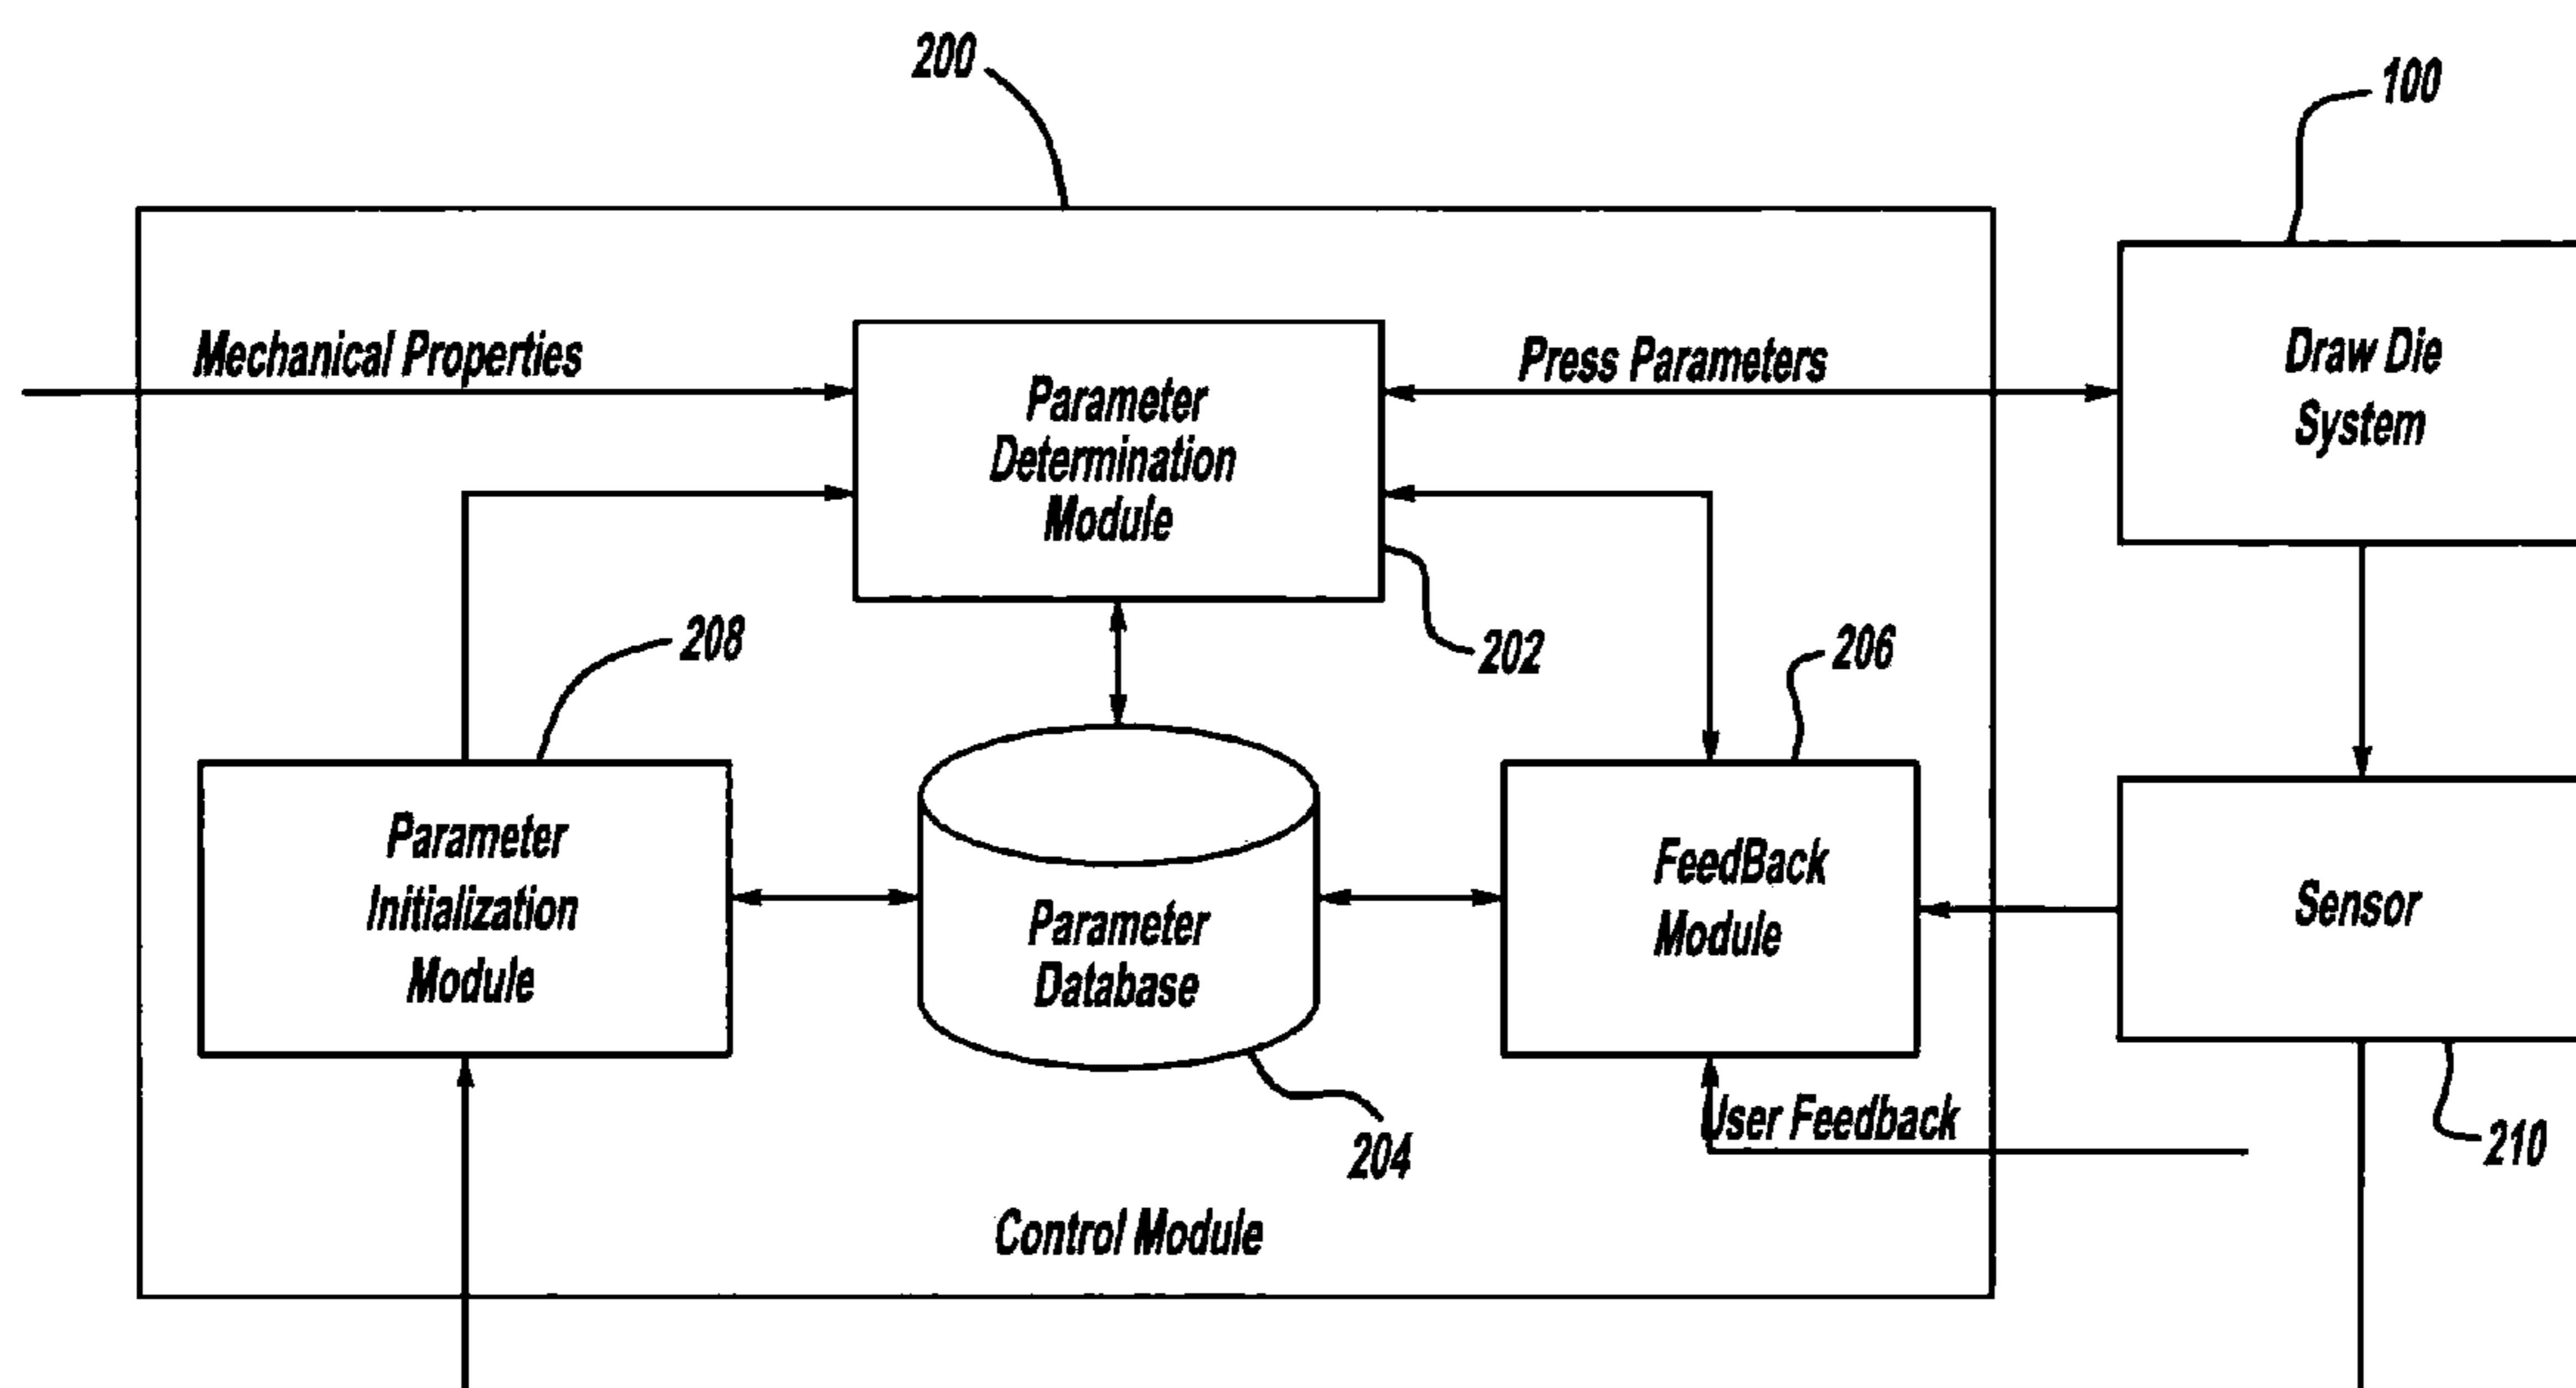 200
100
Mechanical Properties
Press Parameters
Parameter
Determination
Module
Draw Die
System
202
208
206
Parameter
Initialization
Module
Parameter
Database
FeedBack
Module
Sensor
User Feedback
204
210
Control Module